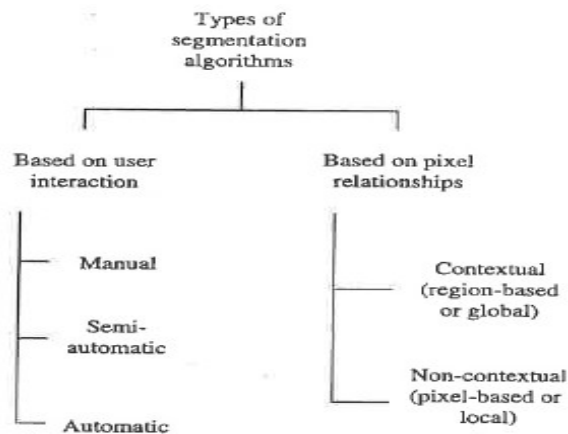 Types of
segmentation
algorithms
Based on user
interaction
Manual
Semi-
automatic
Automatic
Based on pixel
relationships
Contextual
(region-based
or global)
Non-contextual
(pixel-based or
local)